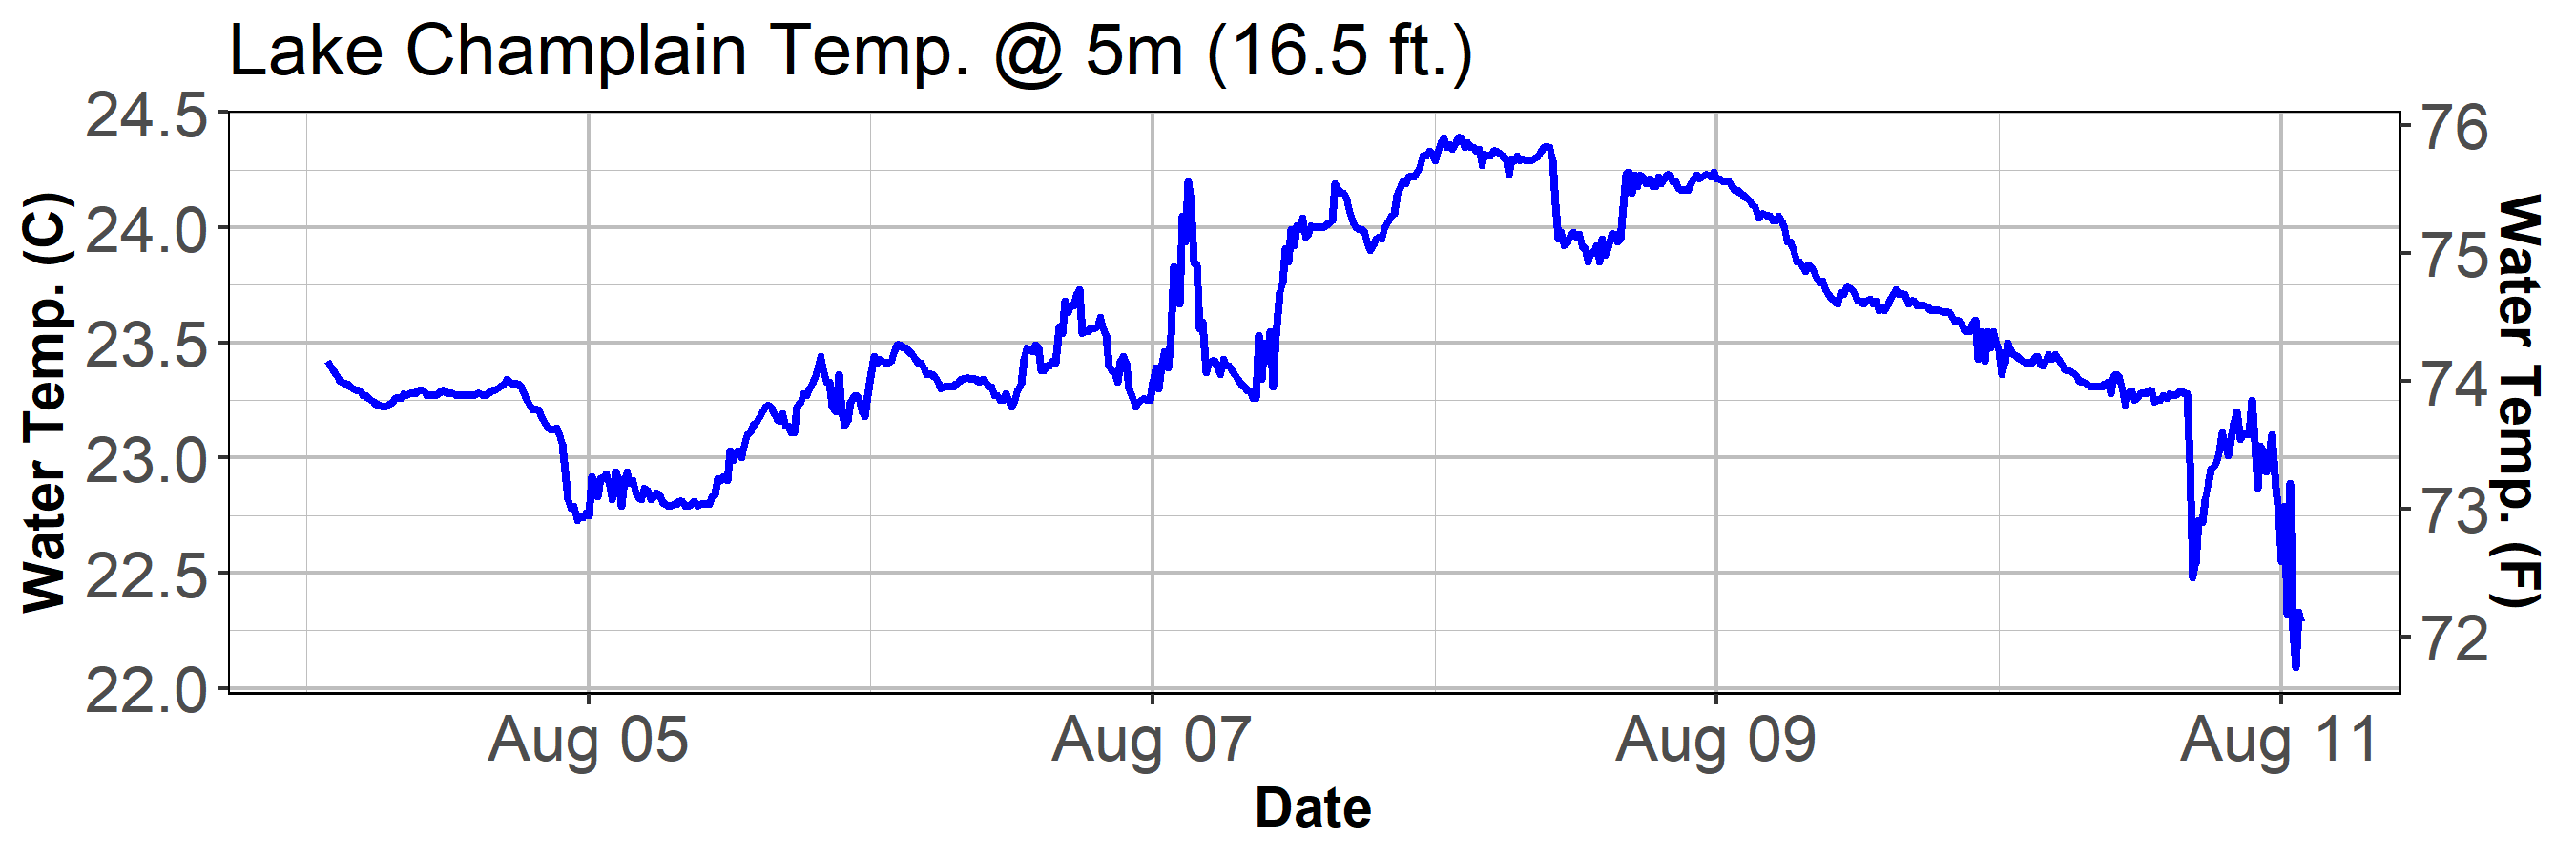 Lake Champlain Temp. @ 5m (16.5 ft.)
Water Temp. (C)
24.5
24.0
23.5
23.0
22.5
22.0
76
75
74
73
72
Water Temp. (F)
Aug 05
Aug 07
Aug 09
Aug 11
Date